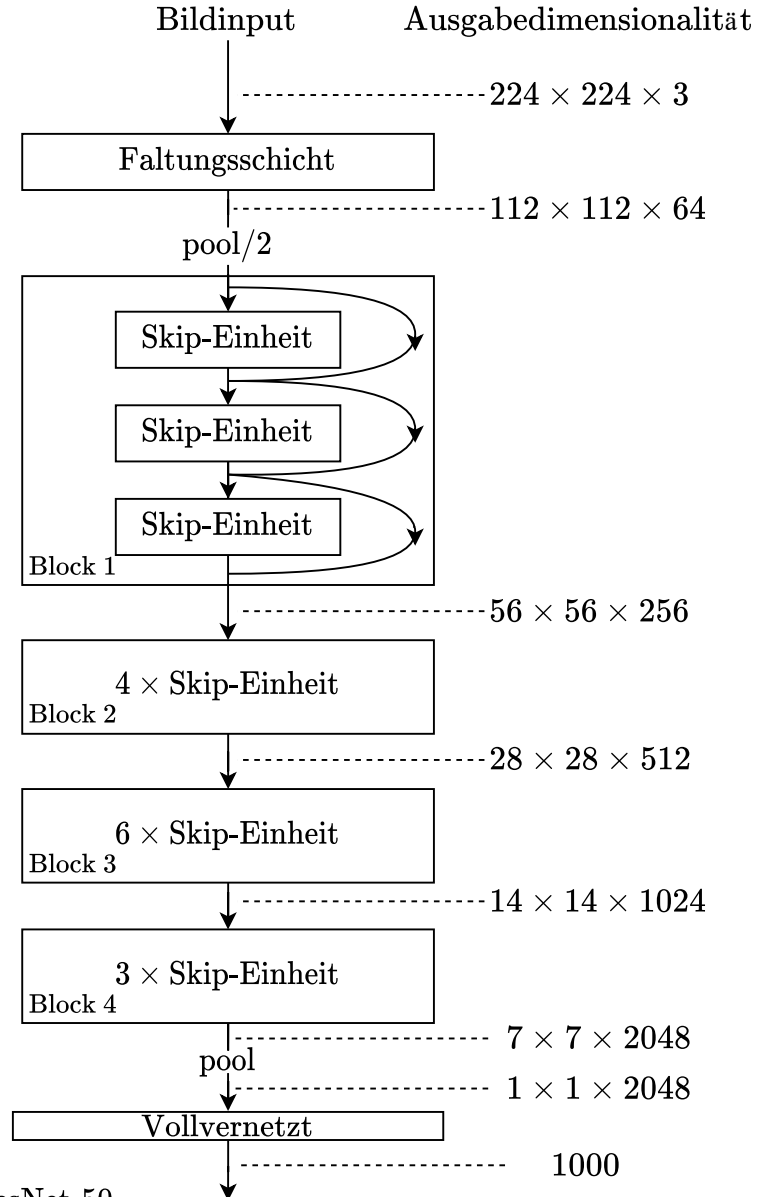 Bildinput Ausgabedimensionalität
224 × 224 × 3
Faltungsschicht
112 × 112 × 64
pool/2
Skip-Einheit
Skip-Einheit
Skip-Einheit
Block 1
56 × 56 × 256
4 × Skip-Einheit
Block 2
28 × 28 × 512
6 × Skip-Einheit
Block 3
14 × 14 × 1024
3 × Skip-Einheit
Block 4
7 × 7 × 2048
pool
1 × 1 × 2048
Vollvernetzt
1000